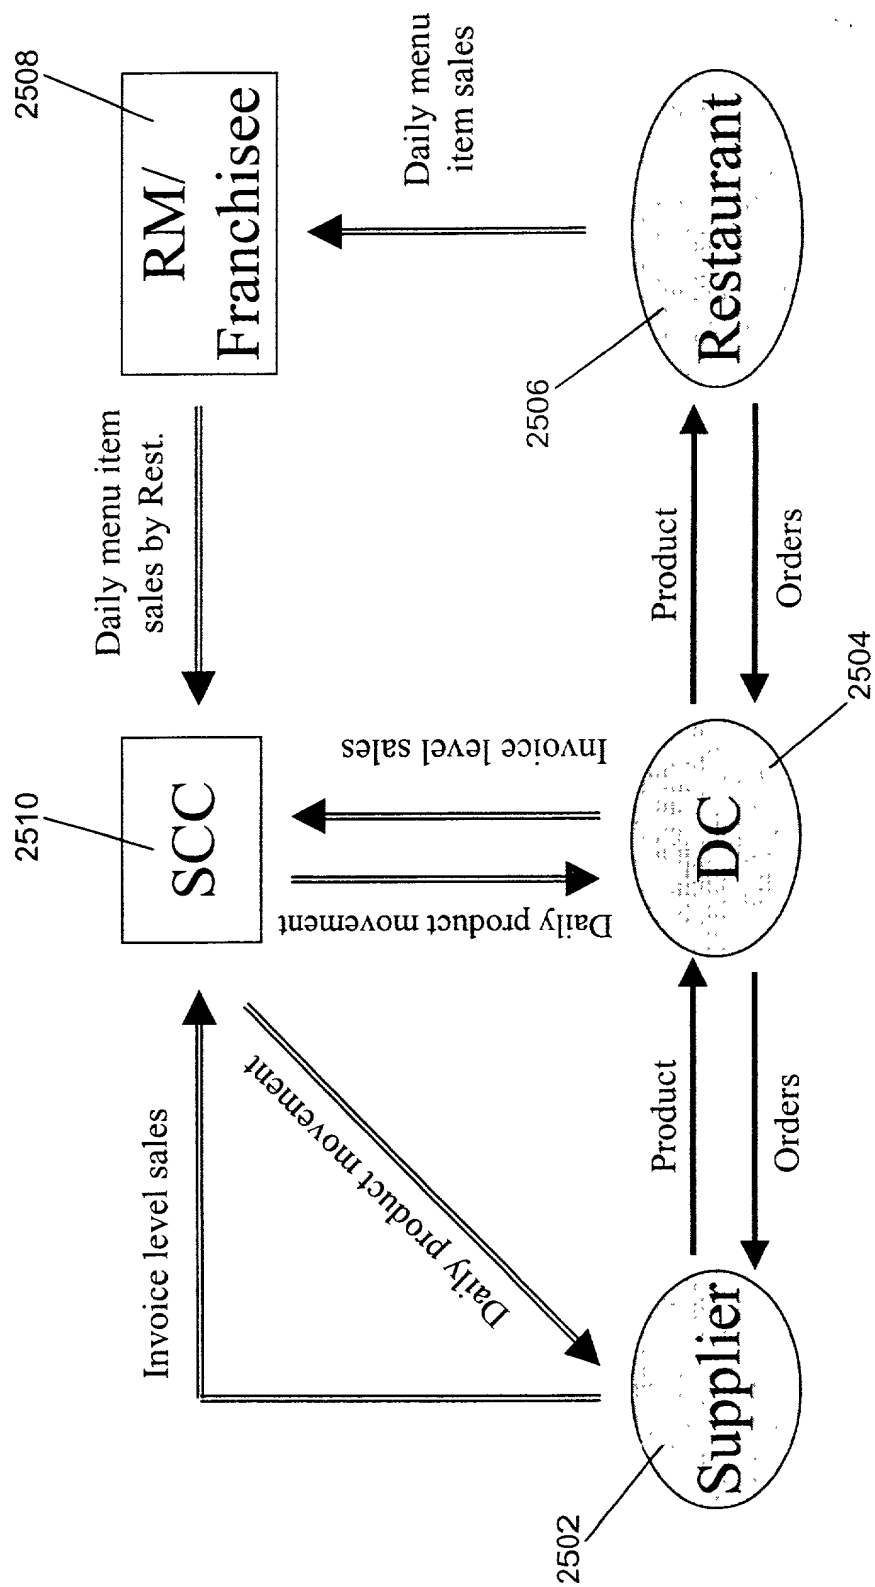 2510
2508
SCC
RM/
Franchisee
Invoice level sales
Daily menu item
sales by Rest.
Daily menu
item sales
Daily product movement
Daily product movement
Invoice level sales
2502
2506
Product
Product
Supplier
DC
Restaurant
Orders
Orders
2504